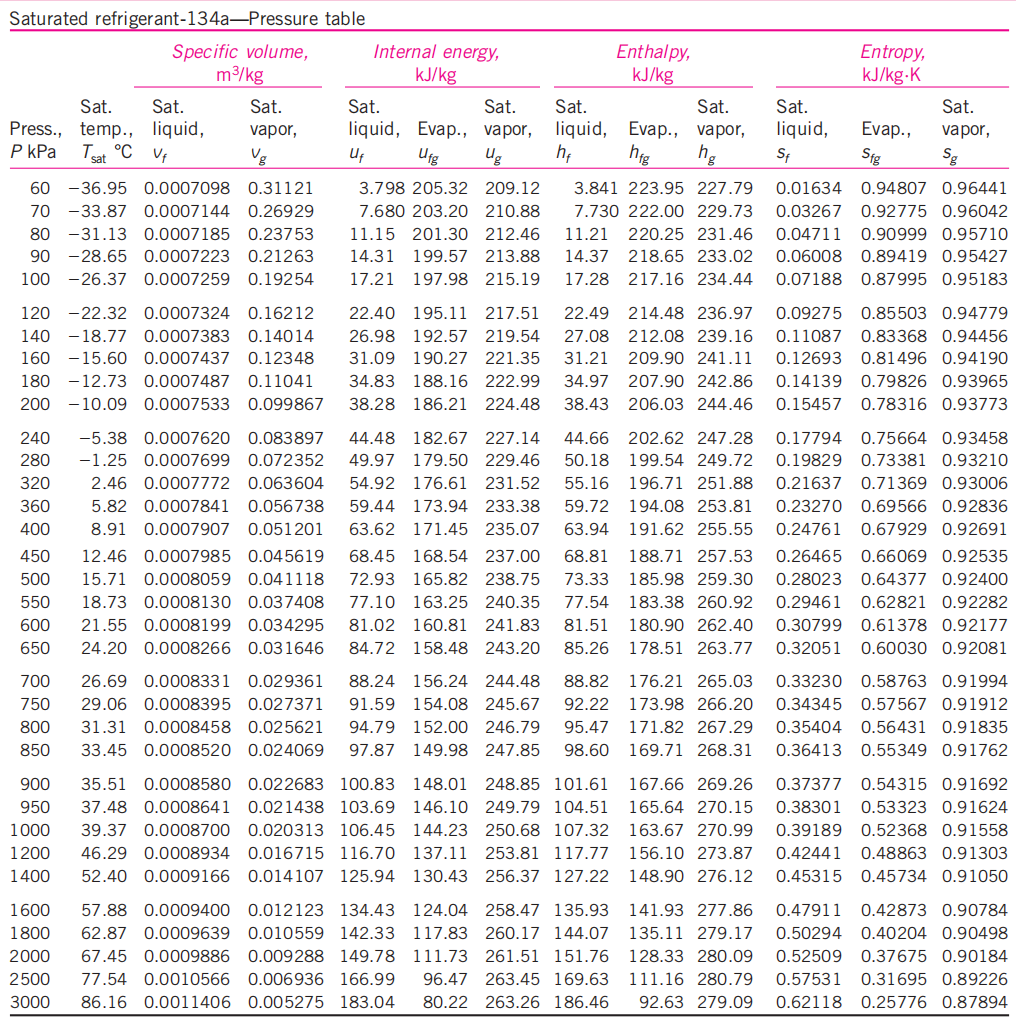 Saturated refrigerant-134a—Pressure table
Specific volume, Internal energy, Enthalpy, Entropy,
m³/kg kJ/kg kJ/kg kJ/kg·K
Sat. Sat. Sat. Sat. Sat. Sat. Sat. Sat. Sat.
Press., temp., liquid, vapor, liquid, Evap., vapor, liquid, Evap., vapor, liquid, Evap., vapor,
P kPa Tsat °C vf vg uf ufg ug hf hfg hg sf sfg sg
60 −36.95 0.0007098 0.31121 3.798 205.32 209.12 3.841 223.95 227.79 0.01634 0.94807 0.96441
70 −33.87 0.0007144 0.26929 7.680 203.20 210.88 7.730 222.00 229.73 0.03267 0.92775 0.96042
80 −31.13 0.0007185 0.23753 11.15 201.30 212.46 11.21 220.25 231.46 0.04711 0.90999 0.95710
90 −28.65 0.0007223 0.21263 14.31 199.57 213.88 14.37 218.65 233.02 0.06008 0.89419 0.95427
100 −26.37 0.0007259 0.19254 17.21 197.98 215.19 17.28 217.16 234.44 0.07188 0.87995 0.95183
120 −22.32 0.0007324 0.16212 22.40 195.11 217.51 22.49 214.48 236.97 0.09275 0.85503 0.94779
140 −18.77 0.0007383 0.14014 26.98 192.57 219.54 27.08 212.08 239.16 0.11087 0.83368 0.94456
160 −15.60 0.0007437 0.12348 31.09 190.27 221.35 31.21 209.90 241.11 0.12693 0.81496 0.94190
180 −12.73 0.0007487 0.11041 34.83 188.16 222.99 34.97 207.90 242.86 0.14139 0.79826 0.93965
200 −10.09 0.0007533 0.099867 38.28 186.21 224.48 38.43 206.03 244.46 0.15457 0.78316 0.93773
240 −5.38 0.0007620 0.083897 44.48 182.67 227.14 44.66 202.62 247.28 0.17794 0.75664 0.93458
280 −1.25 0.0007699 0.072352 49.97 179.50 229.46 50.18 199.54 249.72 0.19829 0.73381 0.93210
320 2.46 0.0007772 0.063604 54.92 176.61 231.52 55.16 196.71 251.88 0.21637 0.71369 0.93006
360 5.82 0.0007841 0.056738 59.44 173.94 233.38 59.72 194.08 253.81 0.23270 0.69566 0.92836
400 8.91 0.0007907 0.051201 63.62 171.45 235.07 63.94 191.62 255.55 0.24761 0.67929 0.92691
450 12.46 0.0007985 0.045619 68.45 168.54 237.00 68.81 188.71 257.53 0.26465 0.66069 0.92535
500 15.71 0.0008059 0.041118 72.93 165.82 238.75 73.33 185.98 259.30 0.28023 0.64377 0.92400
550 18.73 0.0008130 0.037408 77.10 163.25 240.35 77.54 183.38 260.92 0.29461 0.62821 0.92282
600 21.55 0.0008199 0.034295 81.02 160.81 241.83 81.51 180.90 262.40 0.30799 0.61378 0.92177
650 24.20 0.0008266 0.031646 84.72 158.48 243.20 85.26 178.51 263.77 0.32051 0.60030 0.92081
700 26.69 0.0008331 0.029361 88.24 156.24 244.48 88.82 176.21 265.03 0.33230 0.58763 0.91994
750 29.06 0.0008395 0.027371 91.59 154.08 245.67 92.22 173.98 266.20 0.34345 0.57567 0.91912
800 31.31 0.0008458 0.025621 94.79 152.00 246.79 95.47 171.82 267.29 0.35404 0.56431 0.91835
850 33.45 0.0008520 0.024069 97.87 149.98 247.85 98.60 169.71 268.31 0.36413 0.55349 0.91762
900 35.51 0.0008580 0.022683 100.83 148.01 248.85 101.61 167.66 269.26 0.37377 0.54315 0.91692
950 37.48 0.0008641 0.021438 103.69 146.10 249.79 104.51 165.64 270.15 0.38301 0.53323 0.91624
1000 39.37 0.0008700 0.020313 106.45 144.23 250.68 107.32 163.67 270.99 0.39189 0.52368 0.91558
1200 46.29 0.0008934 0.016715 116.70 137.11 253.81 117.77 156.10 273.87 0.42441 0.48863 0.91303
1400 52.40 0.0009166 0.014107 125.94 130.43 256.37 127.22 148.90 276.12 0.45315 0.45734 0.91050
1600 57.88 0.0009400 0.012123 134.43 124.04 258.47 135.93 141.93 277.86 0.47911 0.42873 0.90784
1800 62.87 0.0009639 0.010559 142.33 117.83 260.17 144.07 135.11 279.17 0.50294 0.40204 0.90498
2000 67.45 0.0009886 0.009288 149.78 111.73 261.51 151.76 128.33 280.09 0.52509 0.37675 0.90184
2500 77.54 0.0010566 0.006936 166.99 96.47 263.45 169.63 111.16 280.79 0.57531 0.31695 0.89226
3000 86.16 0.0011406 0.005275 183.04 80.22 263.26 186.46 92.63 279.09 0.62118 0.25776 0.87894